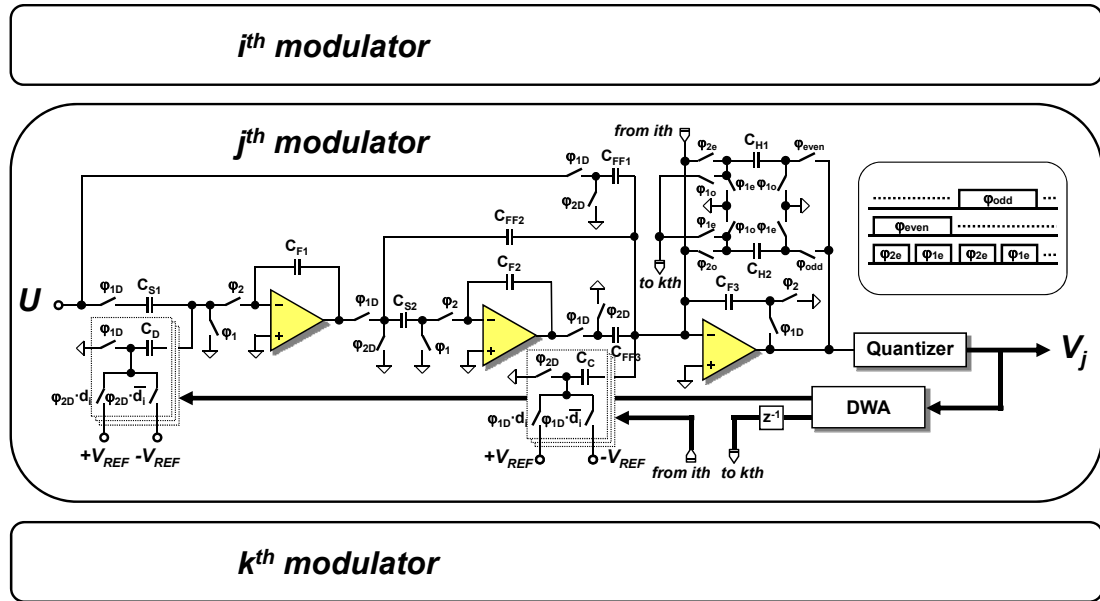 i^th modulator
j^th modulator
from ith
φ2e
CH1
φeven
φ1D
CFF1
φ1o
φ1e
φ1o
φodd
φ2D
CFF2
φ1e
φ1o
φ1e
φeven
φ2o
CH2
φodd
φ2e
φ1e
φ2e
φ1e
to kth
CF1
CF2
CF3
φ2
U
φ1D
CS1
φ2
φ1D
CS2
φ2
φ1D
φ2D
φ1D
φ1
φ2D
φ1
CFF3
Quantizer
Vj
φ1D
CD
φ2D
CC
DWA
z-1
φ2D·di
φ2D·d̅i
φ1D·di
φ1D·d̅i
+VREF
-VREF
+VREF
-VREF
from ith
to kth
k^th modulator